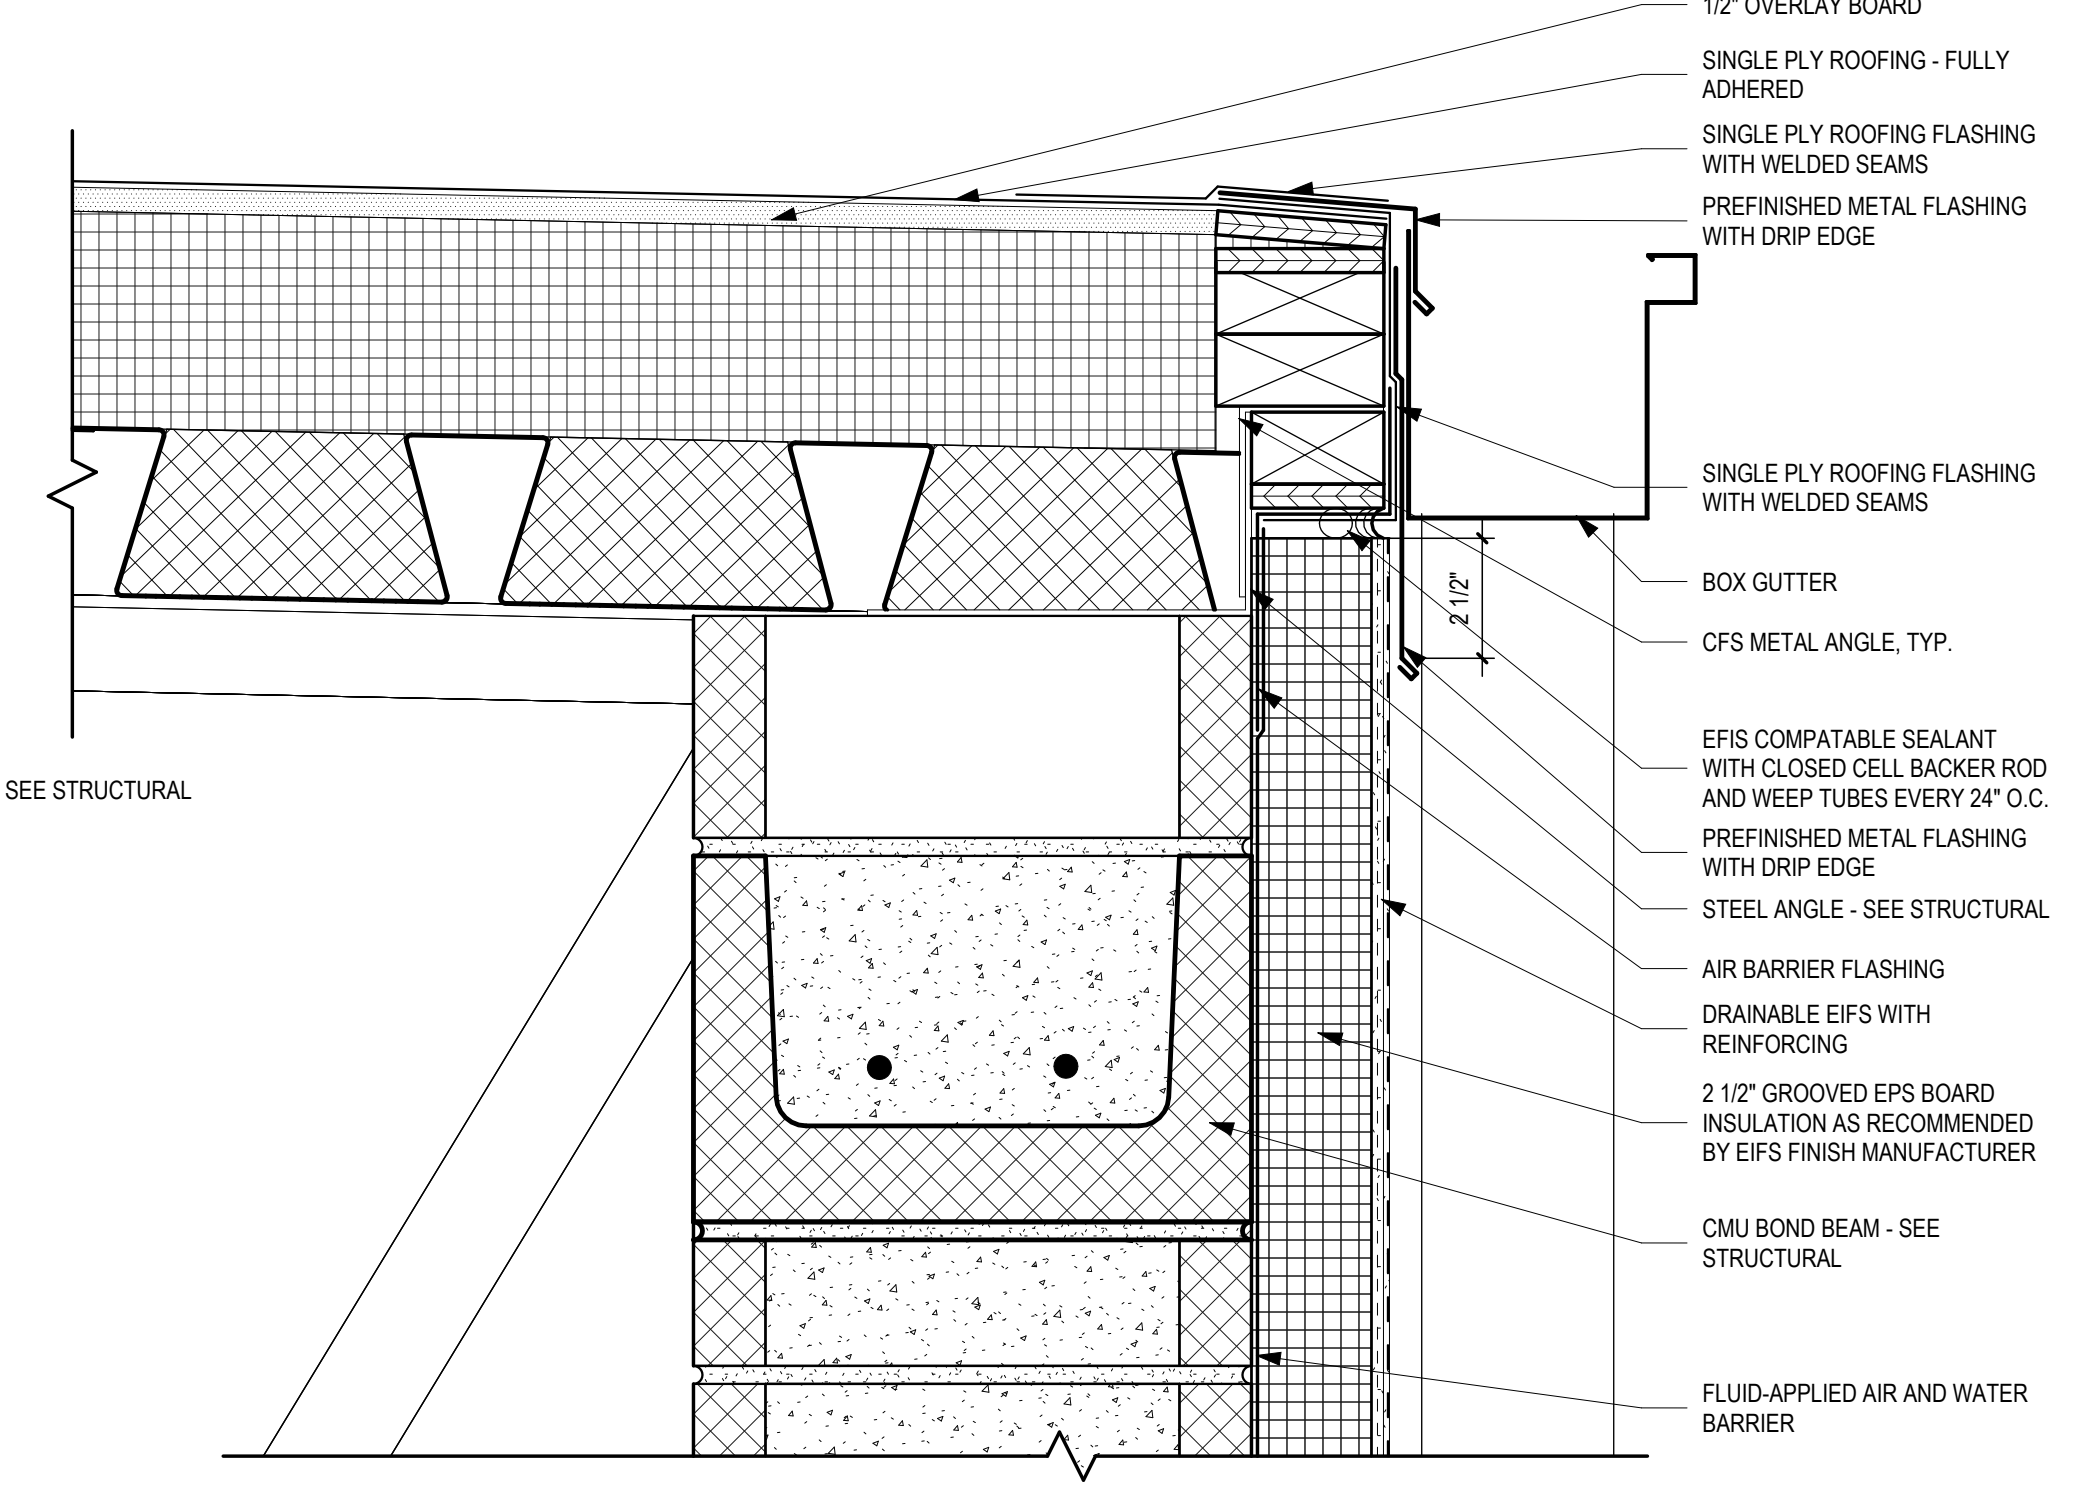 1/2" OVERLAY BOARD
SINGLE PLY ROOFING - FULLY
ADHERED
SINGLE PLY ROOFING FLASHING
WITH WELDED SEAMS
PREFINISHED METAL FLASHING
WITH DRIP EDGE
SINGLE PLY ROOFING FLASHING
WITH WELDED SEAMS
BOX GUTTER
2 1/2"
CFS METAL ANGLE, TYP.
EFIS COMPATABLE SEALANT
WITH CLOSED CELL BACKER ROD
AND WEEP TUBES EVERY 24" O.C.
SEE STRUCTURAL
PREFINISHED METAL FLASHING
WITH DRIP EDGE
STEEL ANGLE - SEE STRUCTURAL
AIR BARRIER FLASHING
DRAINABLE EIFS WITH
REINFORCING
2 1/2" GROOVED EPS BOARD
INSULATION AS RECOMMENDED
BY EIFS FINISH MANUFACTURER
CMU BOND BEAM - SEE
STRUCTURAL
FLUID-APPLIED AIR AND WATER
BARRIER